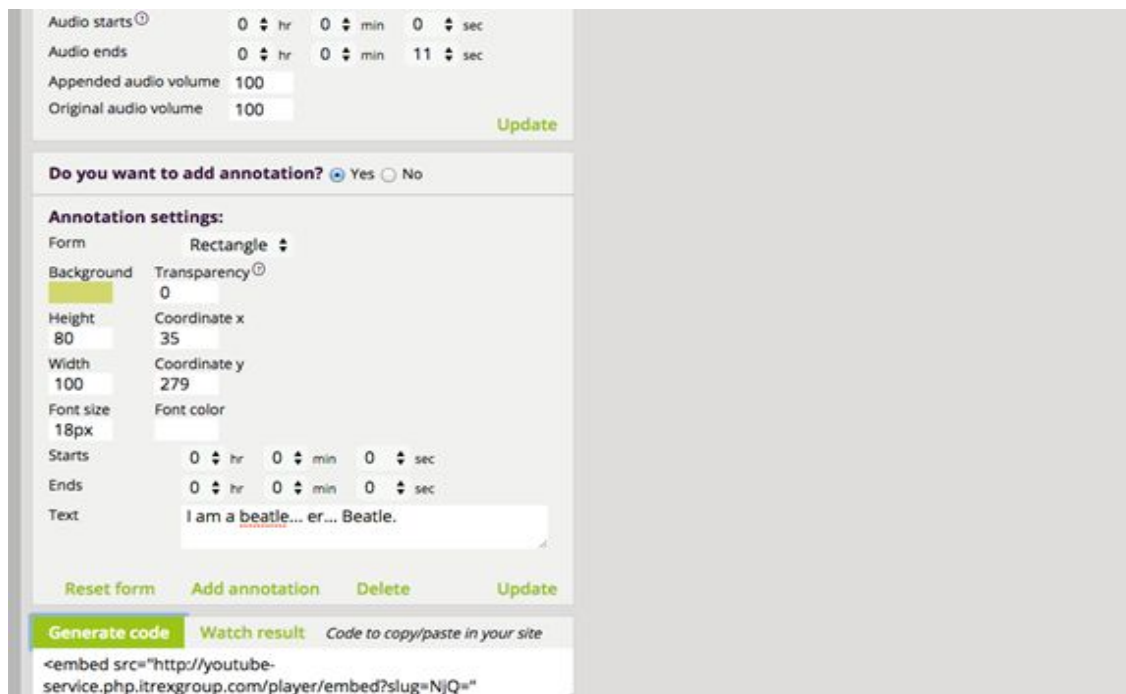 Audio starts ? 0 hr 0 min 0 sec
Audio ends 0 hr 0 min 11 sec
Appended audio volume 100
Original audio volume 100
Update
Do you want to add annotation? Yes No
Annotation settings:
Form Rectangle
Background Transparency ?
0
Height Coordinate x
80 35
Width Coordinate y
100 279
Font size Font color
18px
Starts 0 hr 0 min 0 sec
Ends 0 hr 0 min 0 sec
Text I am a beatle... er... Beatle.
Reset form Add annotation Delete Update
Generate code Watch result Code to copy/paste in your site
<embed src="http://youtube-
service.php.itrexgroup.com/player/embed?slug=NjQ="